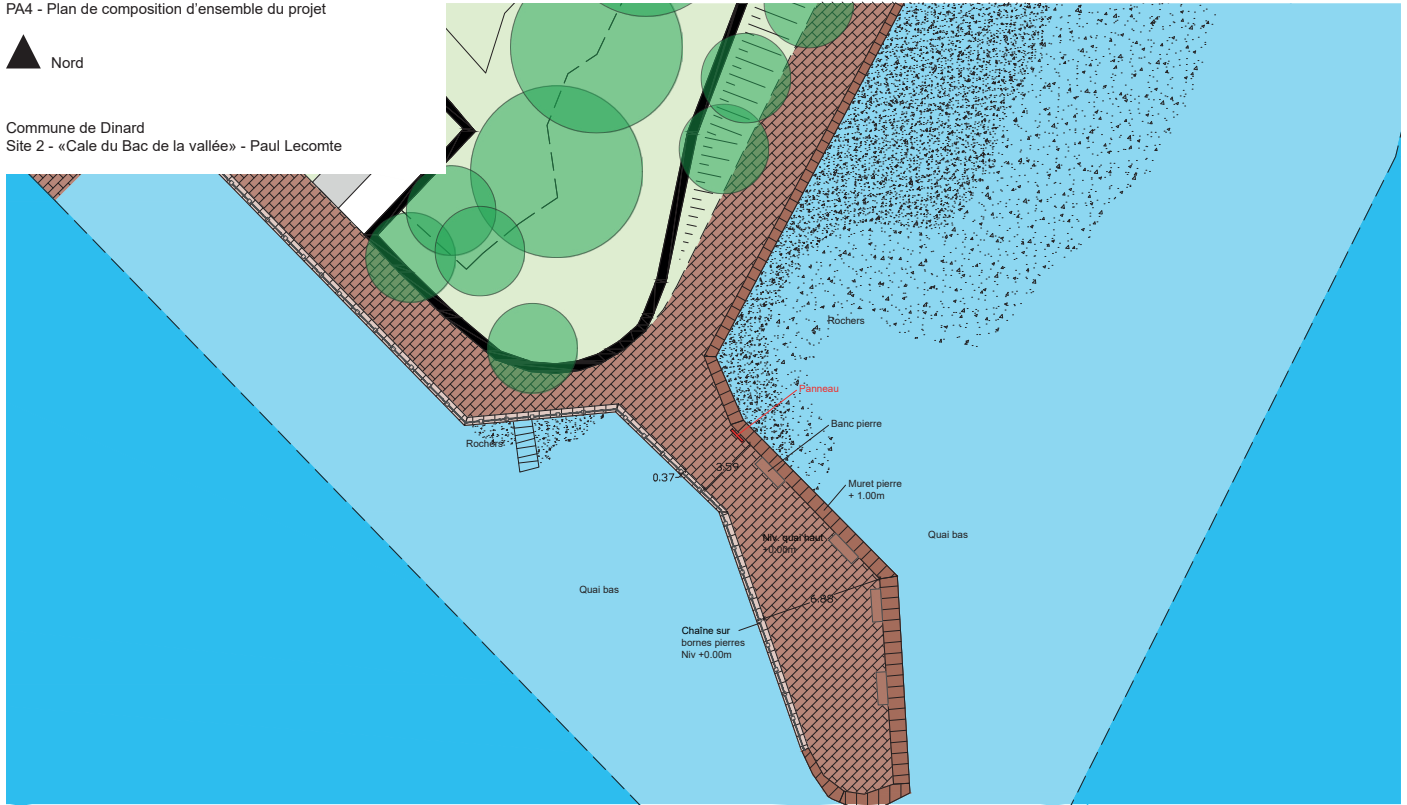 PA4 - Plan de composition d'ensemble du projet
Nord
Commune de Dinard
Site 2 - «Cale du Bac de la vallée» - Paul Lecomte
Rochers
Panneau
Banc pierre
Rochers
3.59
0.37
Muret pierre
+ 1.00m
Niv. quai haut
+0.00m
Quai bas
Quai bas
6.88
Chaîne sur
bornes pierres
Niv +0.00m